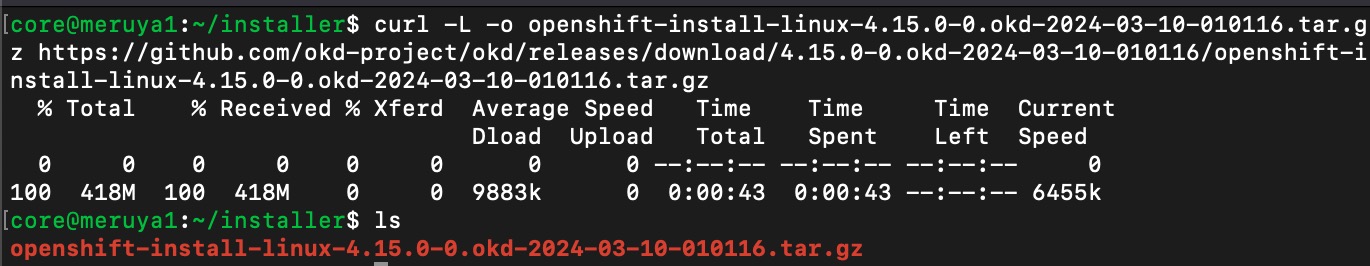 [core@meruya1:~/installer$ curl -L -o openshift-install-linux-4.15.0-0.okd-2024-03-10-010116.tar.g
z https://github.com/okd-project/okd/releases/download/4.15.0-0.okd-2024-03-10-010116/openshift-i
nstall-linux-4.15.0-0.okd-2024-03-10-010116.tar.gz
  % Total    % Received % Xferd  Average Speed   Time    Time     Time  Current
                                 Dload  Upload   Total   Spent    Left  Speed
  0     0    0     0    0     0      0      0 --:--:-- --:--:-- --:--:--     0
100  418M  100  418M    0     0  9883k      0  0:00:43  0:00:43 --:--:-- 6455k
[core@meruya1:~/installer$ ls
openshift-install-linux-4.15.0-0.okd-2024-03-10-010116.tar.gz